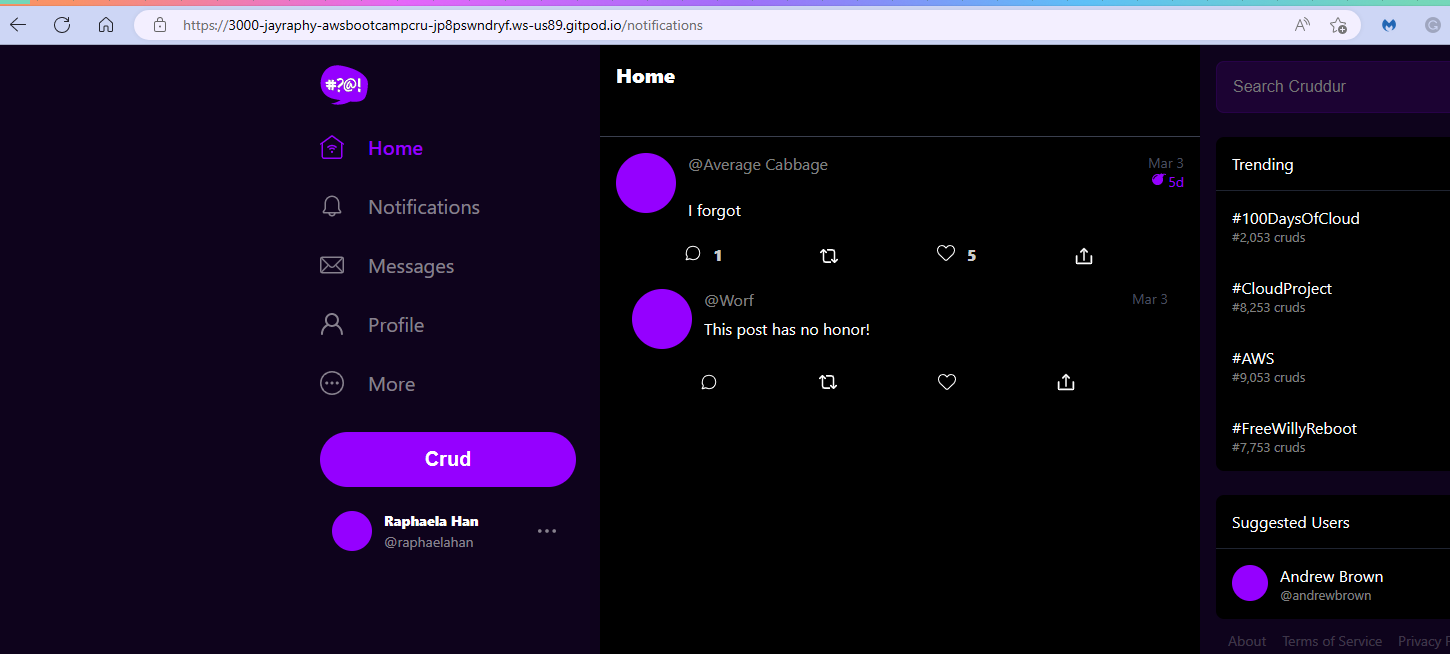 https://3000-jayraphy-awsbootcampcru-jp8pswndryf.ws-us89.gitpod.io/notifications
#?@!
Home
Notifications
Messages
Profile
More
Crud
Raphaela Han
@raphaelahan
Home
@Average Cabbage
Mar 3
5d
I forgot
1
5
@Worf
Mar 3
This post has no honor!
Search Cruddur
Trending
#100DaysOfCloud
#2,053 cruds
#CloudProject
#8,253 cruds
#AWS
#9,053 cruds
#FreeWillyReboot
#7,753 cruds
Suggested Users
Andrew Brown
@andrewbrown
About Terms of Service Privacy